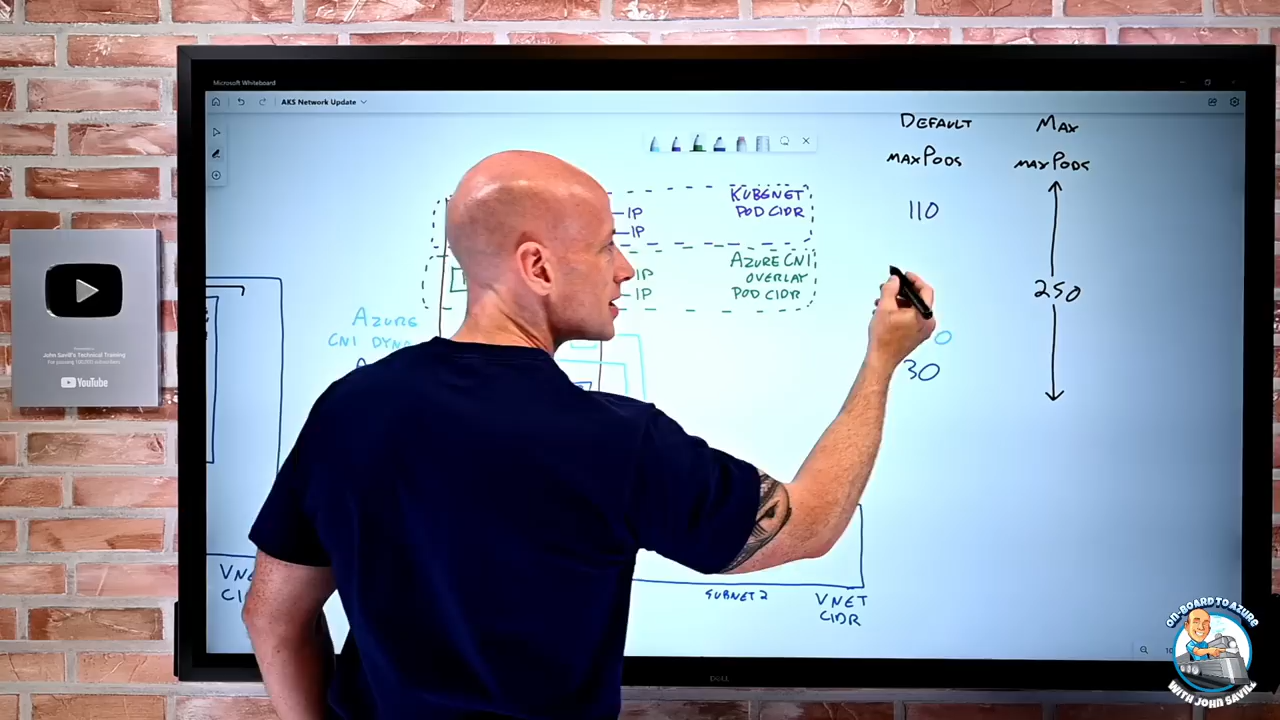 Microsoft Whiteboard
AKS Network Update
DEFAULT
maxPods
MAX
maxPods
KUBENET
POD CIDR
IP
IP
110
AZURE CNI
OVERLAY
POD CIDR
IP
IP
250
AZURE
CNI
0
30
SUBNET 2
VNET
CIDR
John Savill's Technical Training
YouTube
DELL
ON-BOARD TO AZURE
WITH JOHN SAVILL